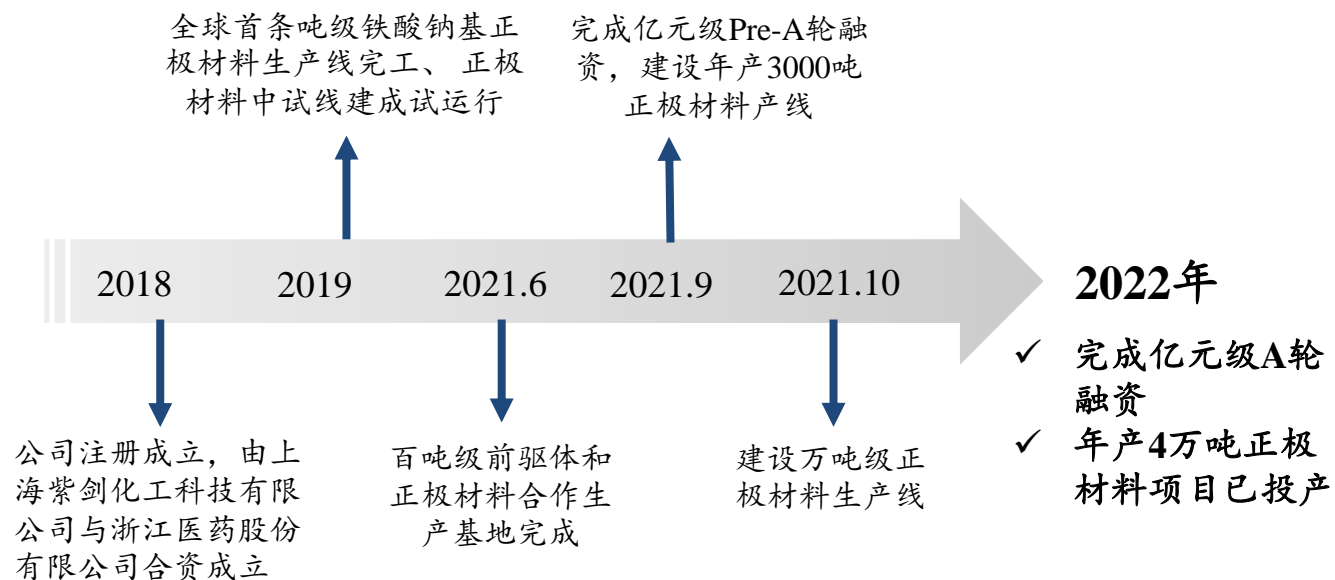 全球首条吨级铁酸钠基正
极材料生产线完工、 正极
材料中试线建成试运行
完成亿元级Pre-A轮融
资，建设年产3000吨
正极材料产线
2018
2019
2021.6
2021.9
2021.10
2022年
✓ 完成亿元级A轮
融资
✓ 年产4万吨正极
材料项目已投产
公司注册成立，由上
海紫剑化工科技有限
公司与浙江医药股份
有限公司合资成立
百吨级前驱体和
正极材料合作生
产基地完成
建设万吨级正
极材料生产线